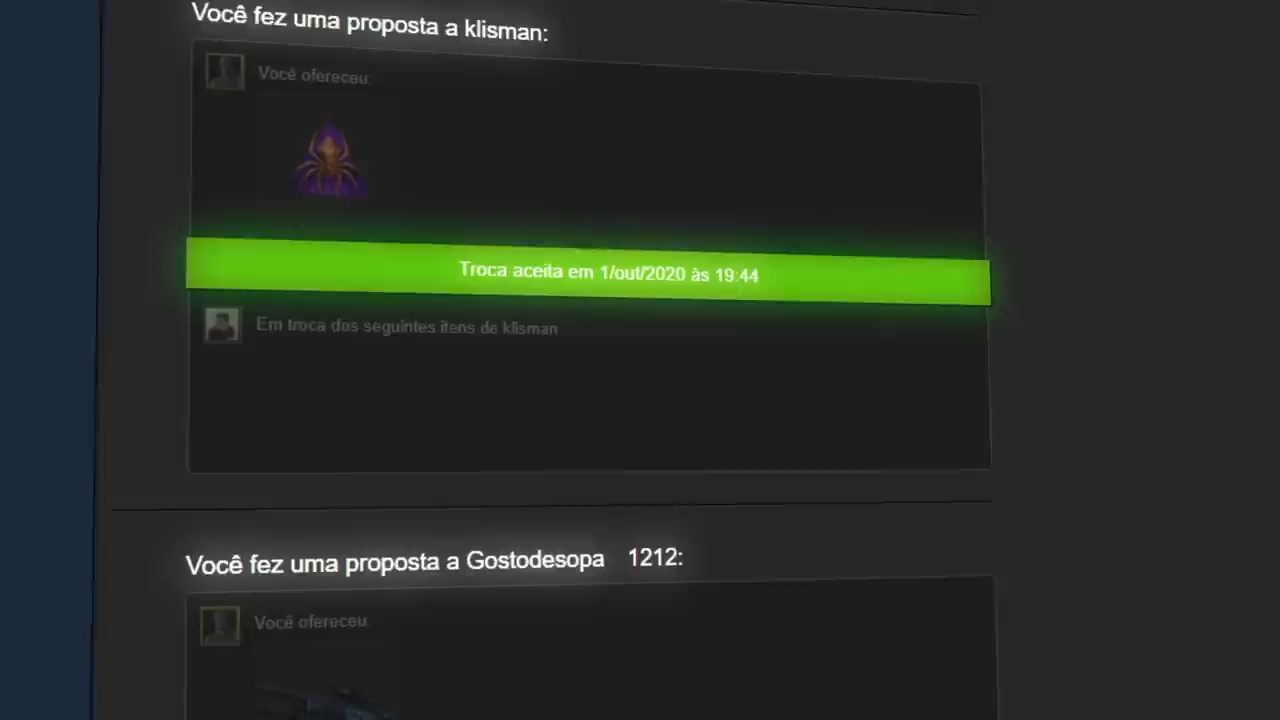 Você fez uma proposta a klisman:
Você ofereceu:
Troca aceita em 1/out/2020 às 19:44
Em troca dos seguintes itens de klisman
Você fez uma proposta a Gostodesopa 1212:
Você ofereceu: